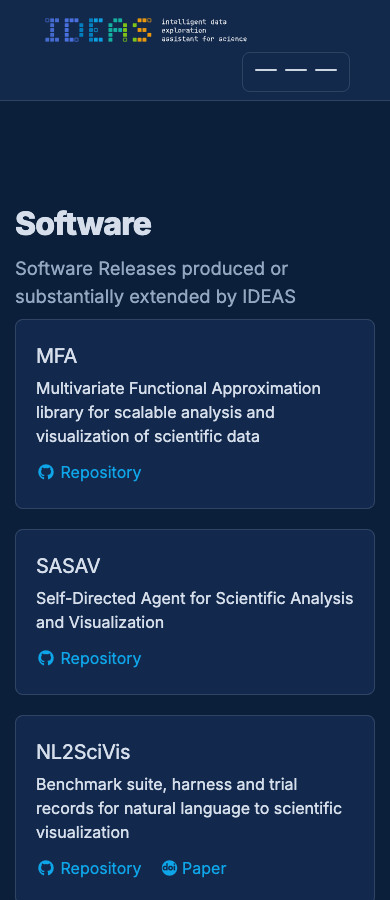 IDEAS
intelligent data
exploration
assistant for science
Software
Software Releases produced or
substantially extended by IDEAS
MFA
Multivariate Functional Approximation
library for scalable analysis and
visualization of scientific data
Repository
SASAV
Self-Directed Agent for Scientific Analysis
and Visualization
Repository
NL2SciVis
Benchmark suite, harness and trial
records for natural language to scientific
visualization
Repository doi Paper